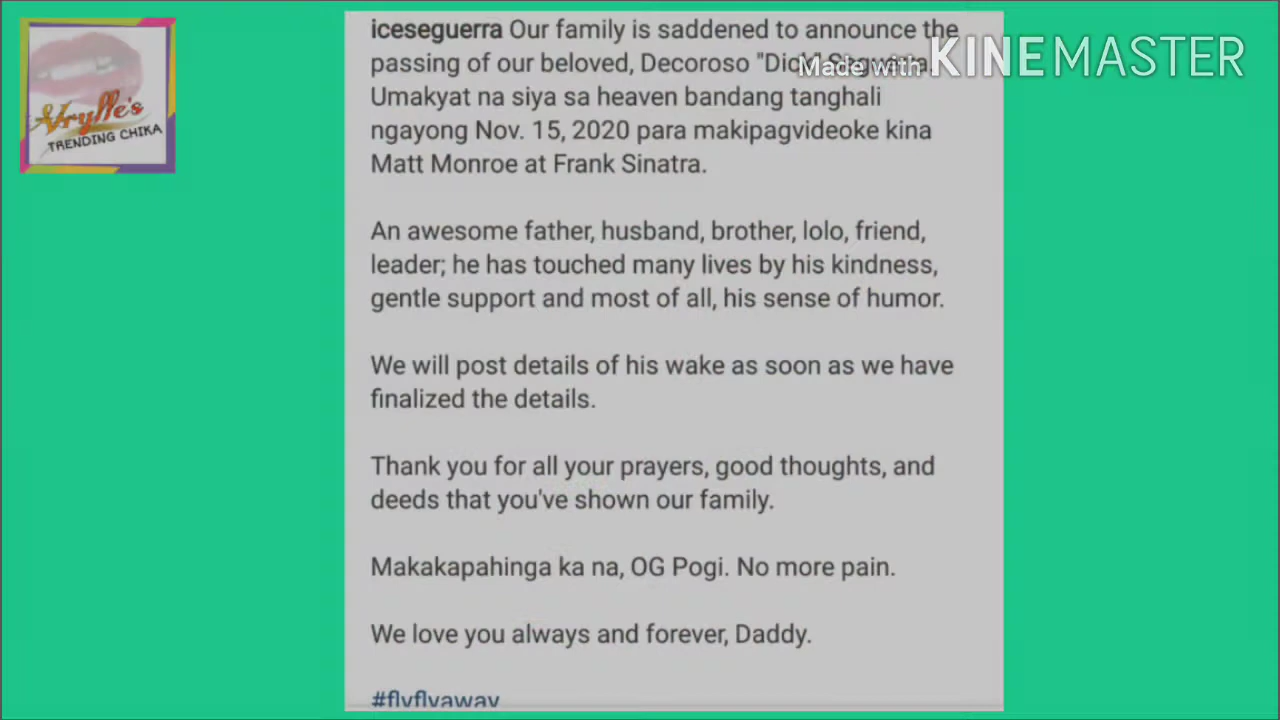 iceseguerra Our family is saddened to announce the
passing of our beloved, Decoroso
Made with KINEMASTER
Umakyat na siya sa heaven bandang tanghali
ngayong Nov. 15, 2020 para makipagvideoke kina
Matt Monroe at Frank Sinatra.
An awesome father, husband, brother, lolo, friend,
leader; he has touched many lives by his kindness,
gentle support and most of all, his sense of humor.
We will post details of his wake as soon as we have
finalized the details.
Thank you for all your prayers, good thoughts, and
deeds that you've shown our family.
Makakapahinga ka na, OG Pogi. No more pain.
We love you always and forever, Daddy.
#flyflyaway
Vrylle's
TRENDING CHIKA